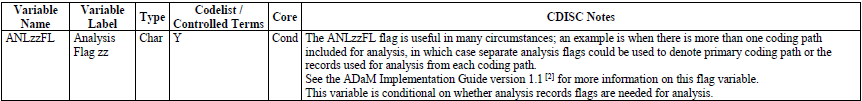 Variable Name Variable Label Type Codelist / Controlled Terms Core CDISC Notes
ANLzzFL Analysis Flag zz Char Y Cond The ANLzzFL flag is useful in many circumstances; an example is when there is more than one coding path
included for analysis, in which case separate analysis flags could be used to denote primary coding path or the
records used for analysis from each coding path.
See the ADaM Implementation Guide version 1.1 [2] for more information on this flag variable.
This variable is conditional on whether analysis records flags are needed for analysis.